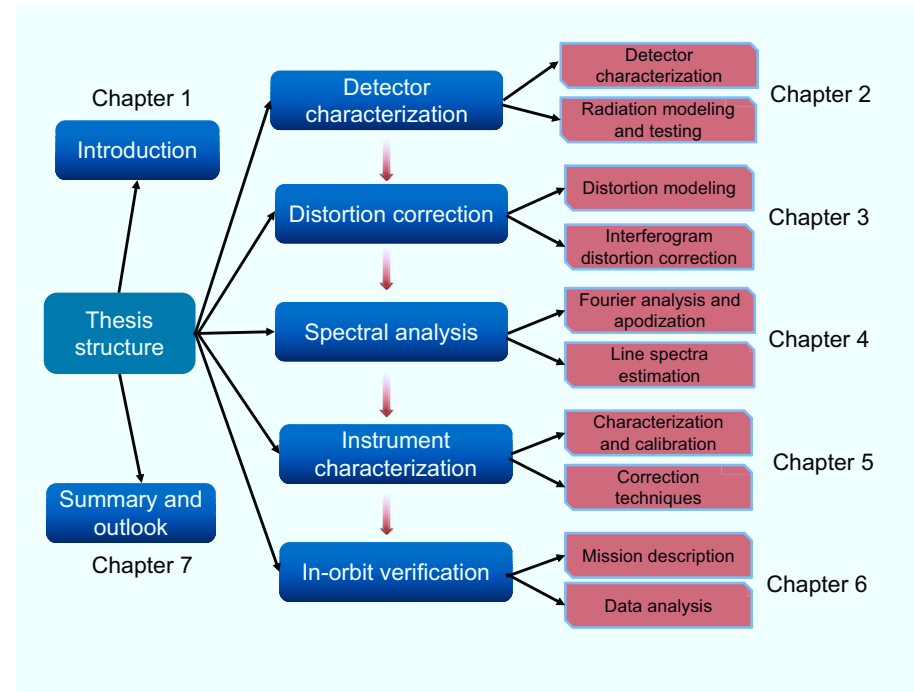 Chapter 1
Introduction
Thesis
structure
Summary and
outlook
Chapter 7
Detector
characterization
Detector
characterization
Radiation modeling
and testing
Chapter 2
Distortion correction
Distortion modeling
Interferogram
distortion correction
Chapter 3
Spectral analysis
Fourier analysis and
apodization
Line spectra
estimation
Chapter 4
Instrument
characterization
Characterization
and calibration
Correction
techniques
Chapter 5
In-orbit verification
Mission description
Data analysis
Chapter 6